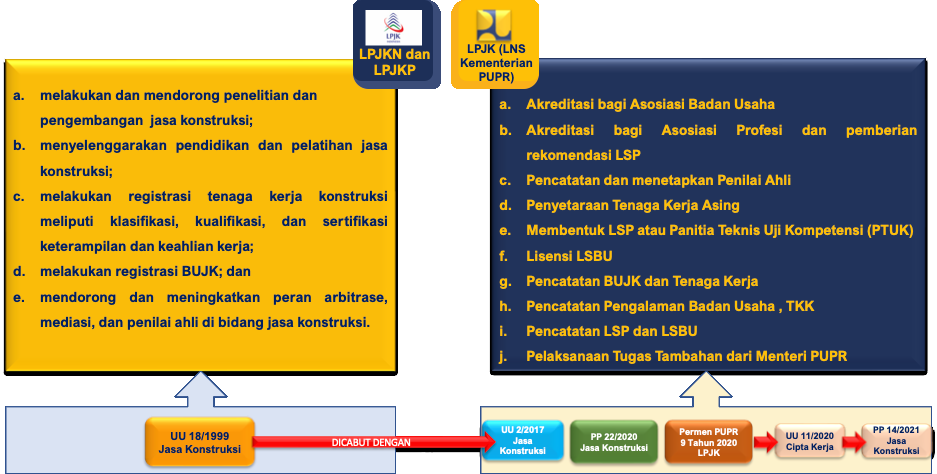 LPJK
LPJKN dan
LPJKP
LPJK (LNS
Kementerian
PUPR)
a. melakukan dan mendorong penelitian dan
pengembangan jasa konstruksi;
b. menyelenggarakan pendidikan dan pelatihan jasa
konstruksi;
c. melakukan registrasi tenaga kerja konstruksi
meliputi klasifikasi, kualifikasi, dan sertifikasi
keterampilan dan keahlian kerja;
d. melakukan registrasi BUJK; dan
e. mendorong dan meningkatkan peran arbitrase,
mediasi, dan penilai ahli di bidang jasa konstruksi.
a. Akreditasi bagi Asosiasi Badan Usaha
b. Akreditasi bagi Asosiasi Profesi dan pemberian
rekomendasi LSP
c. Pencatatan dan menetapkan Penilai Ahli
d. Penyetaraan Tenaga Kerja Asing
e. Membentuk LSP atau Panitia Teknis Uji Kompetensi (PTUK)
f. Lisensi LSBU
g. Pencatatan BUJK dan Tenaga Kerja
h. Pencatatan Pengalaman Badan Usaha , TKK
i. Pencatatan LSP dan LSBU
j. Pelaksanaan Tugas Tambahan dari Menteri PUPR
UU 18/1999
Jasa Konstruksi
DICABUT DENGAN
UU 2/2017
Jasa
Konstruksi
PP 22/2020
Jasa Konstruksi
Permen PUPR
9 Tahun 2020
LPJK
UU 11/2020
Cipta Kerja
PP 14/2021
Jasa
Konstruksi